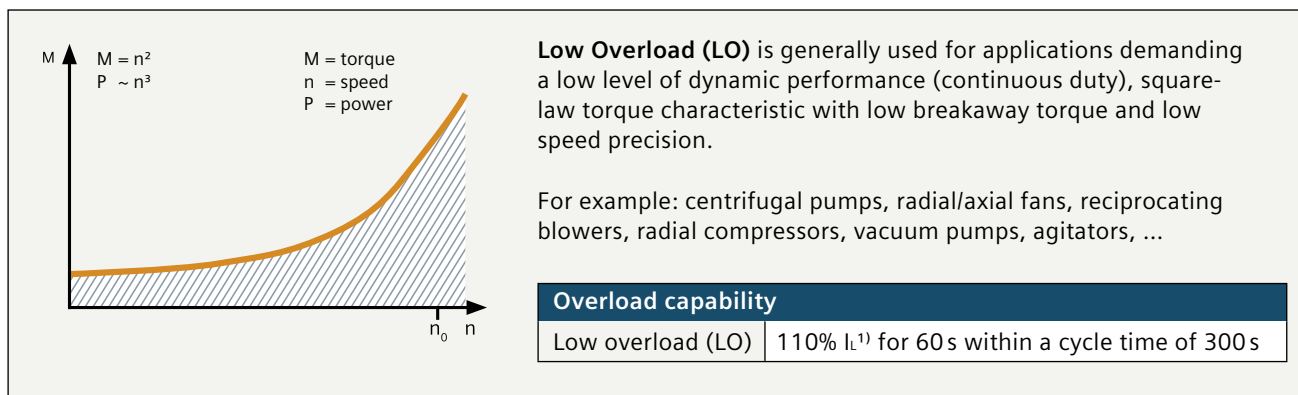 M
M = n²
P ~ n³
M = torque
n = speed
P = power
n₀ n
Low Overload (LO) is generally used for applications demanding
a low level of dynamic performance (continuous duty), square-
law torque characteristic with low breakaway torque and low
speed precision.
For example: centrifugal pumps, radial/axial fans, reciprocating
blowers, radial compressors, vacuum pumps, agitators, ...
Overload capability
Low overload (LO) 110% IL¹⁾ for 60 s within a cycle time of 300 s